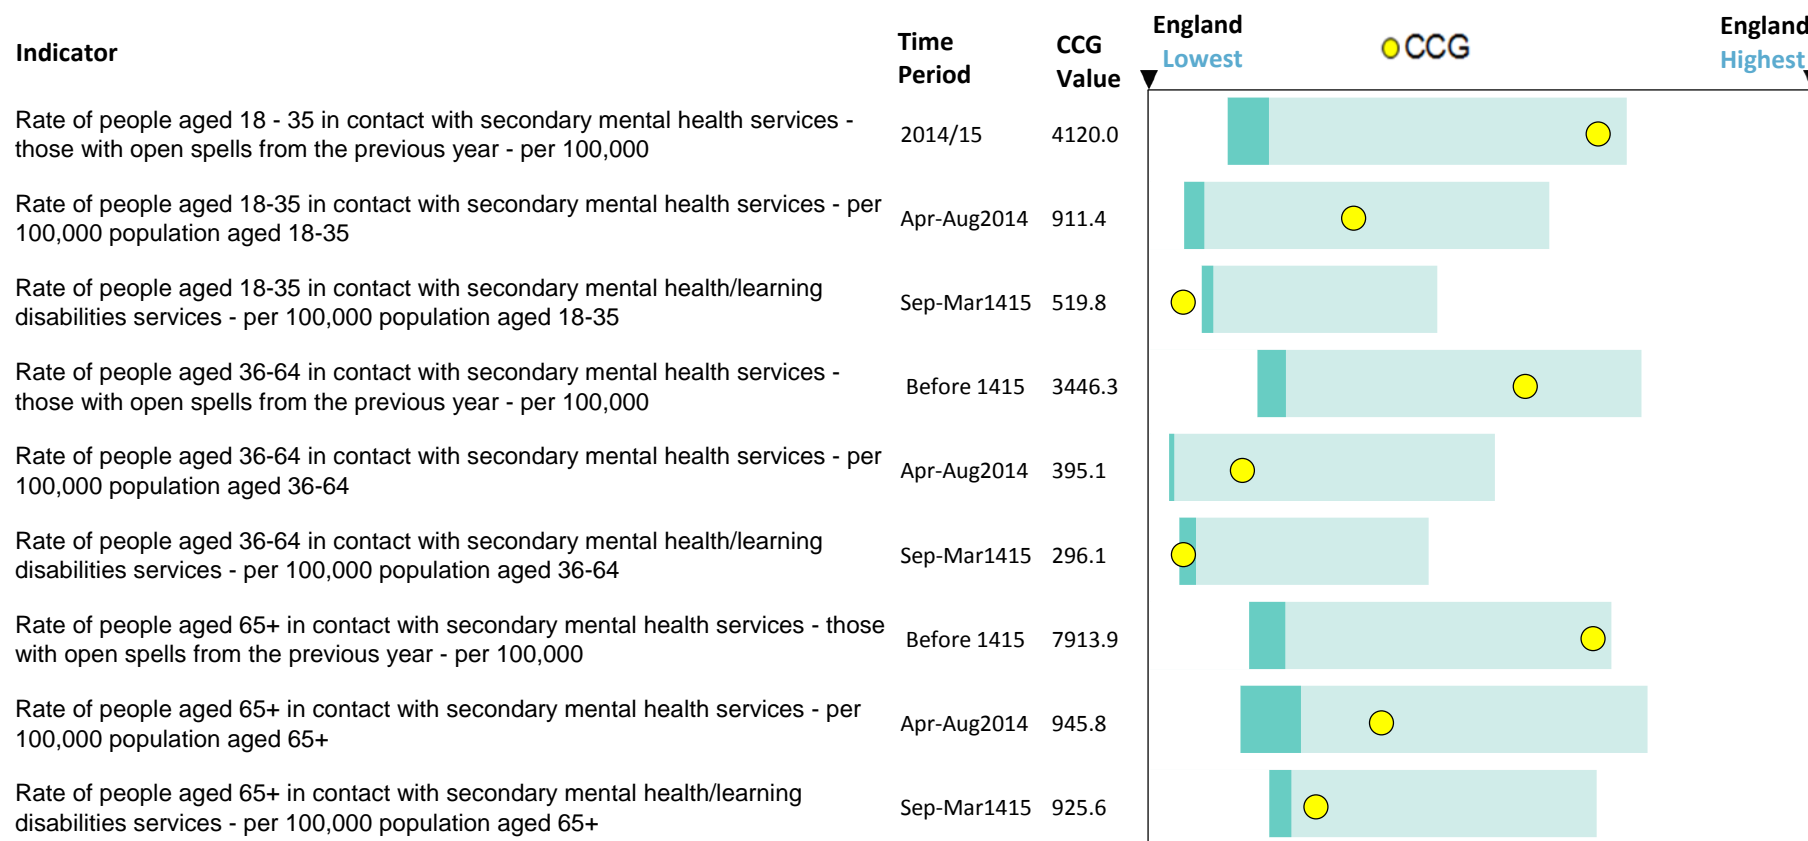 Indicator
Time
Period
CCG
Value
England
Lowest
CCG
England
Highest
Rate of people aged 18 - 35 in contact with secondary mental health services -
those with open spells from the previous year - per 100,000
2014/15
4120.0
Rate of people aged 18-35 in contact with secondary mental health services - per
100,000 population aged 18-35
Apr-Aug2014
911.4
Rate of people aged 18-35 in contact with secondary mental health/learning
disabilities services - per 100,000 population aged 18-35
Sep-Mar1415
519.8
Rate of people aged 36-64 in contact with secondary mental health services -
those with open spells from the previous year - per 100,000
Before 1415
3446.3
Rate of people aged 36-64 in contact with secondary mental health services - per
100,000 population aged 36-64
Apr-Aug2014
395.1
Rate of people aged 36-64 in contact with secondary mental health/learning
disabilities services - per 100,000 population aged 36-64
Sep-Mar1415
296.1
Rate of people aged 65+ in contact with secondary mental health services - those
with open spells from the previous year - per 100,000
Before 1415
7913.9
Rate of people aged 65+ in contact with secondary mental health services - per
100,000 population aged 65+
Apr-Aug2014
945.8
Rate of people aged 65+ in contact with secondary mental health/learning
disabilities services - per 100,000 population aged 65+
Sep-Mar1415
925.6